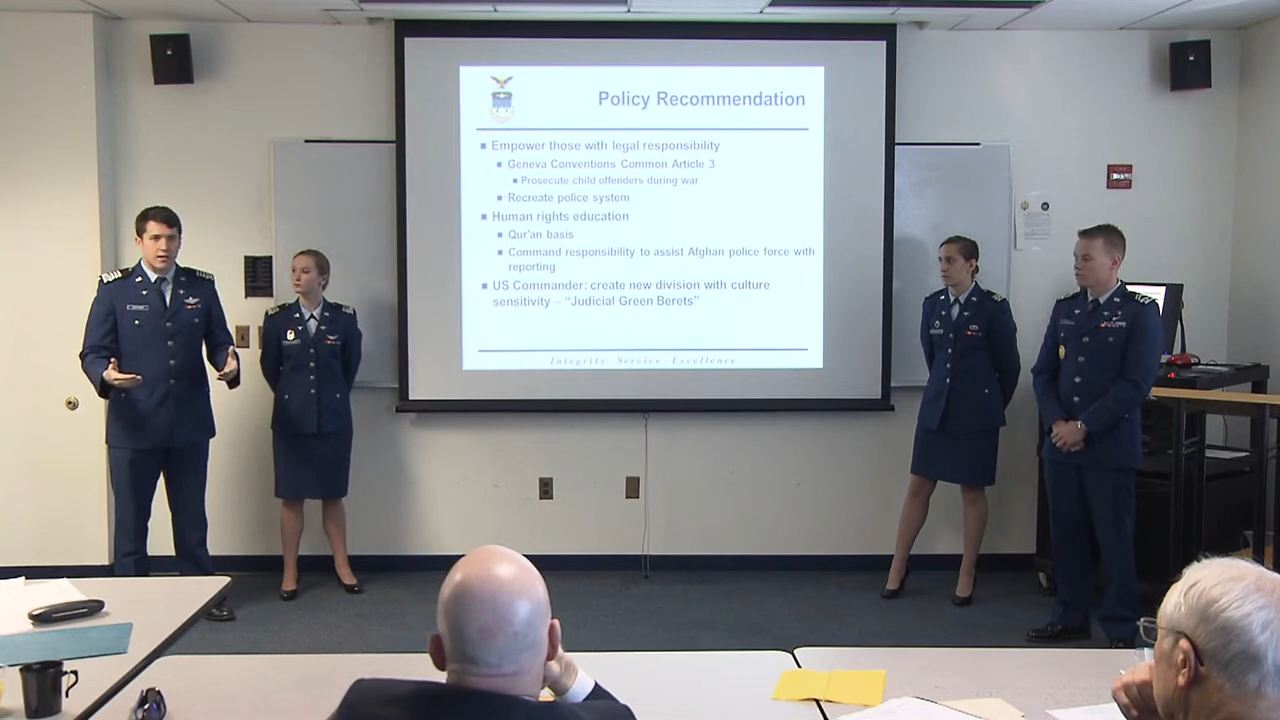 Policy Recommendation
Empower those with legal responsibility
Geneva Conventions Common Article 3
Prosecute child offenders during war
Recreate police system
Human rights education
Qur'an basis
Command responsibility to assist Afghan police force with
reporting
US Commander: create new division with culture
sensitivity – "Judicial Green Berets"
Integrity - Service - Excellence